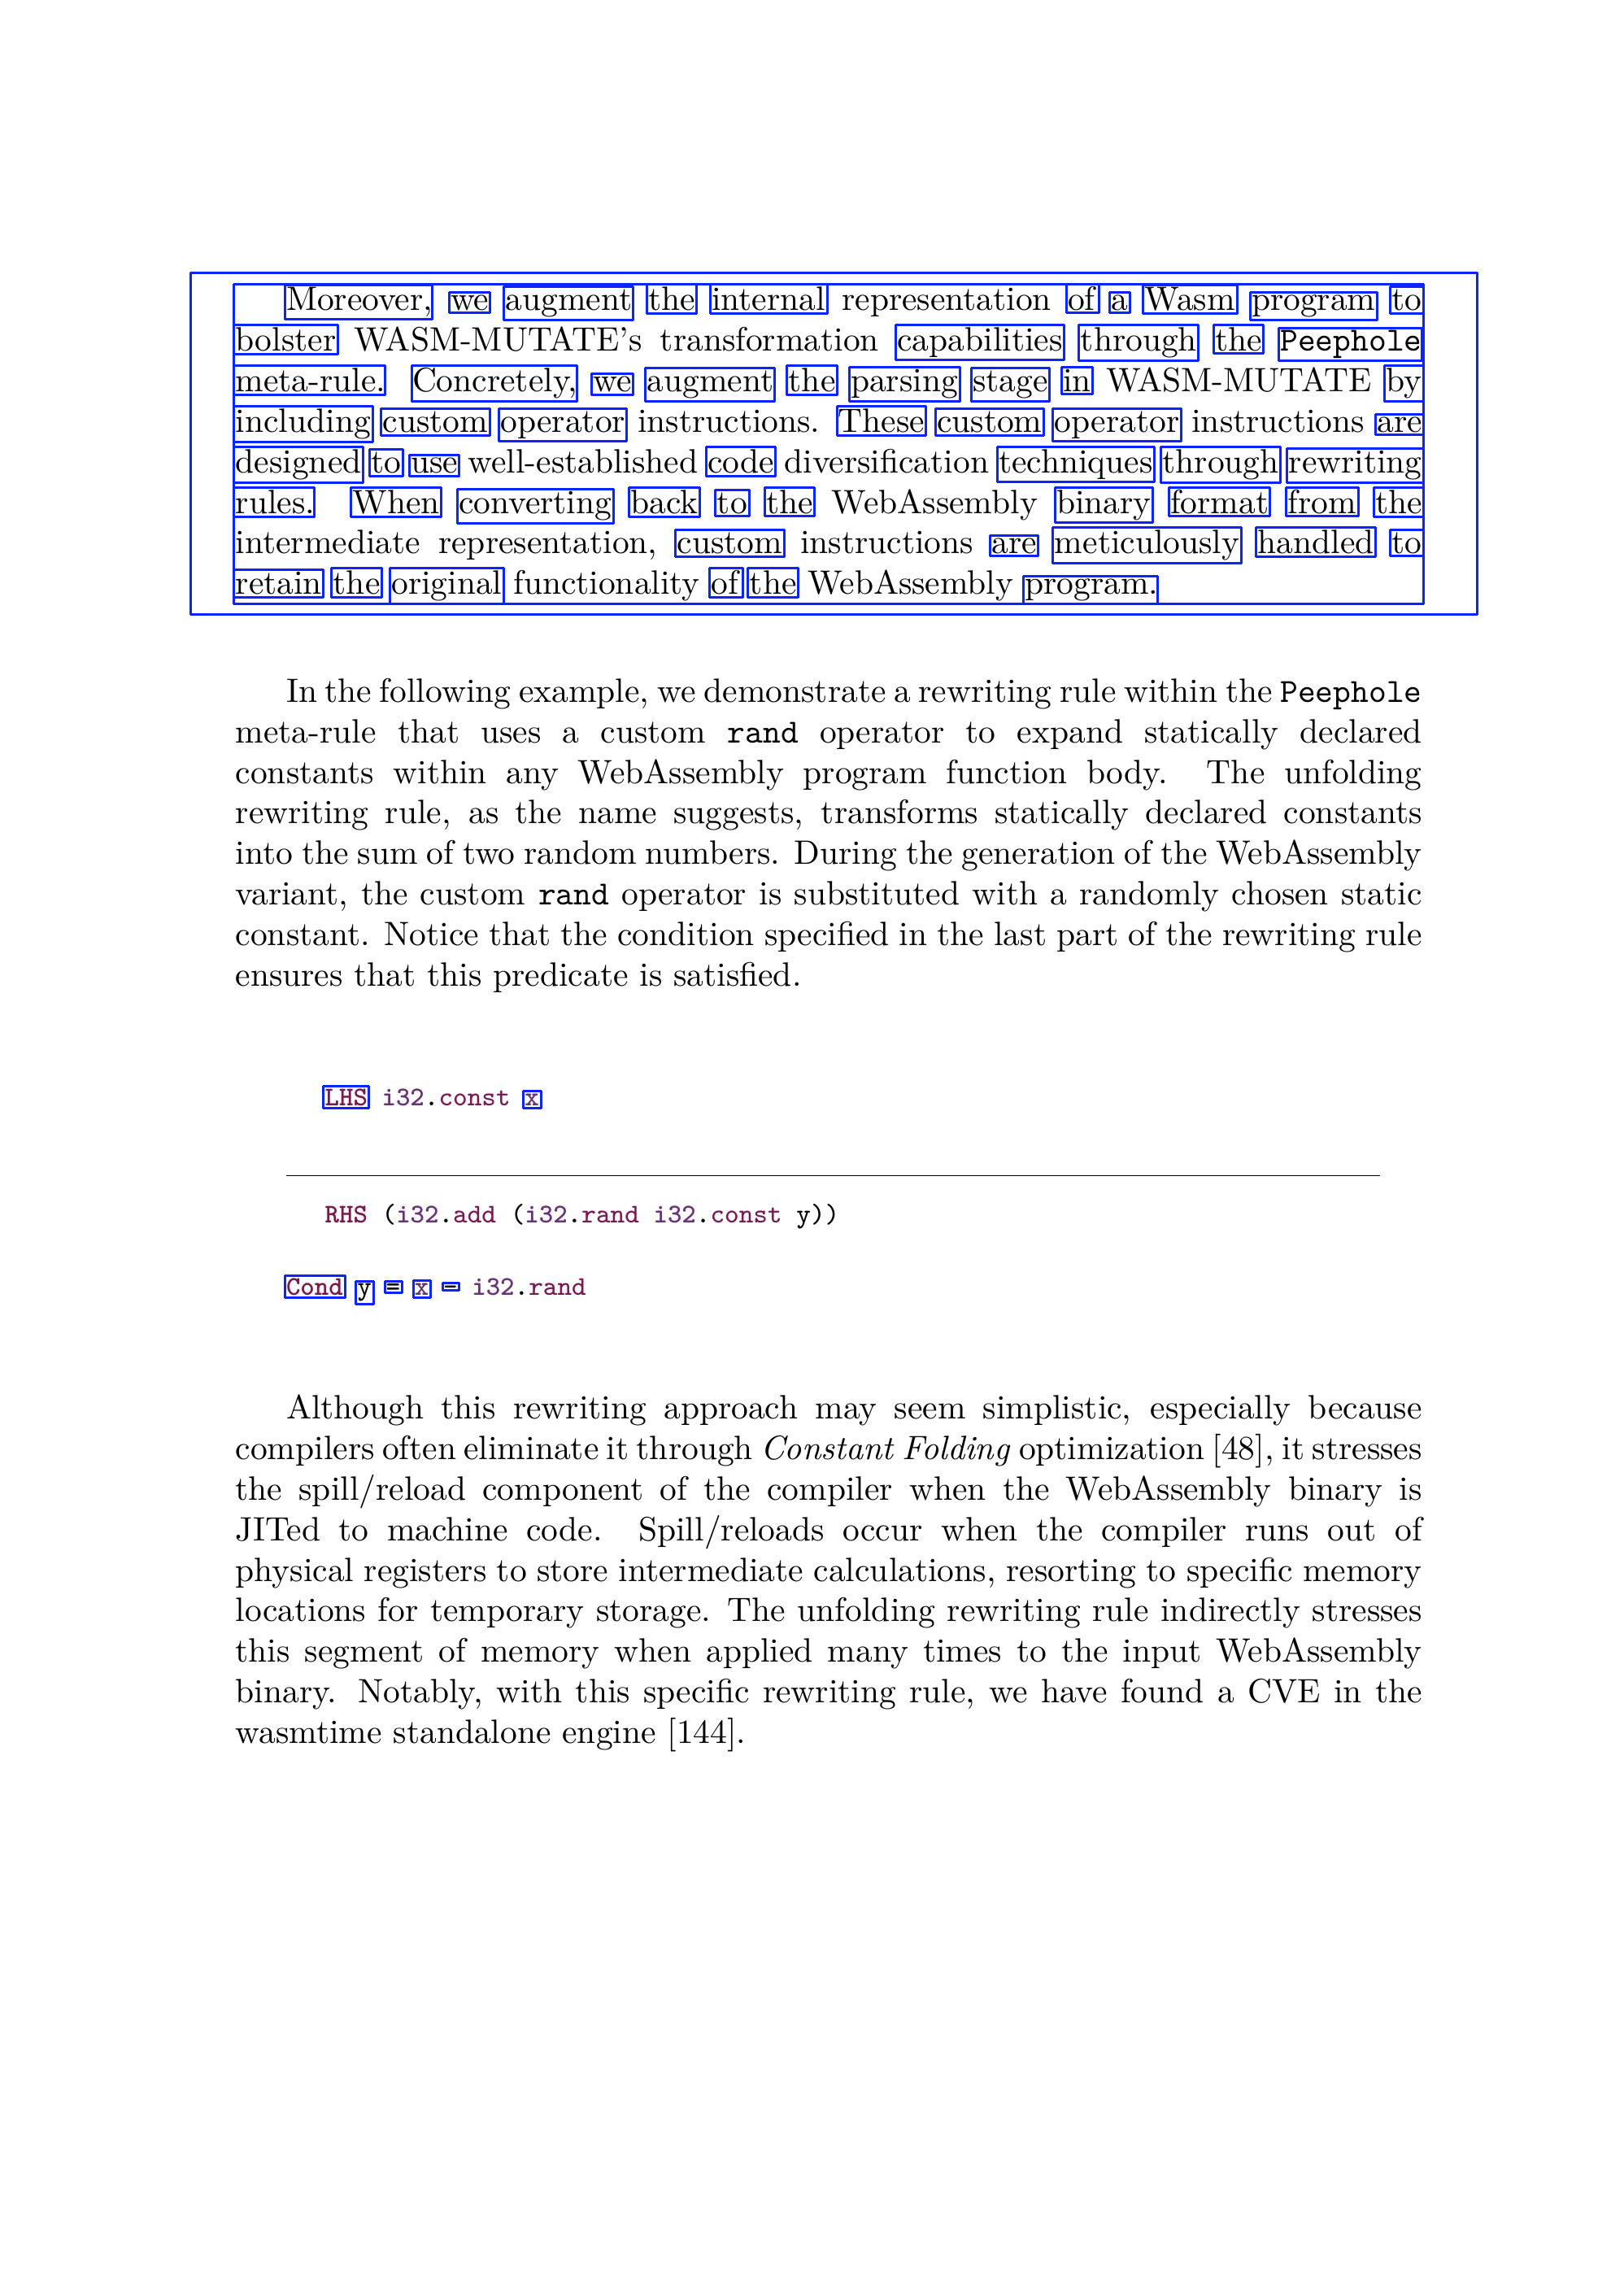 Moreover, we augment the internal representation of a Wasm program to
bolster WASM-MUTATE's transformation capabilities through the Peephole
meta-rule. Concretely, we augment the parsing stage in WASM-MUTATE by
including custom operator instructions. These custom operator instructions are
designed to use well-established code diversification techniques through rewriting
rules. When converting back to the WebAssembly binary format from the
intermediate representation, custom instructions are meticulously handled to
retain the original functionality of the WebAssembly program.
In the following example, we demonstrate a rewriting rule within the Peephole
meta-rule that uses a custom rand operator to expand statically declared
constants within any WebAssembly program function body. The unfolding
rewriting rule, as the name suggests, transforms statically declared constants
into the sum of two random numbers. During the generation of the WebAssembly
variant, the custom rand operator is substituted with a randomly chosen static
constant. Notice that the condition specified in the last part of the rewriting rule
ensures that this predicate is satisfied.
LHS i32.const x
RHS (i32.add (i32.rand i32.const y))
Cond y = x - i32.rand
Although this rewriting approach may seem simplistic, especially because
compilers often eliminate it through Constant Folding optimization [48], it stresses
the spill/reload component of the compiler when the WebAssembly binary is
JITed to machine code. Spill/reloads occur when the compiler runs out of
physical registers to store intermediate calculations, resorting to specific memory
locations for temporary storage. The unfolding rewriting rule indirectly stresses
this segment of memory when applied many times to the input WebAssembly
binary. Notably, with this specific rewriting rule, we have found a CVE in the
wasmtime standalone engine [144].